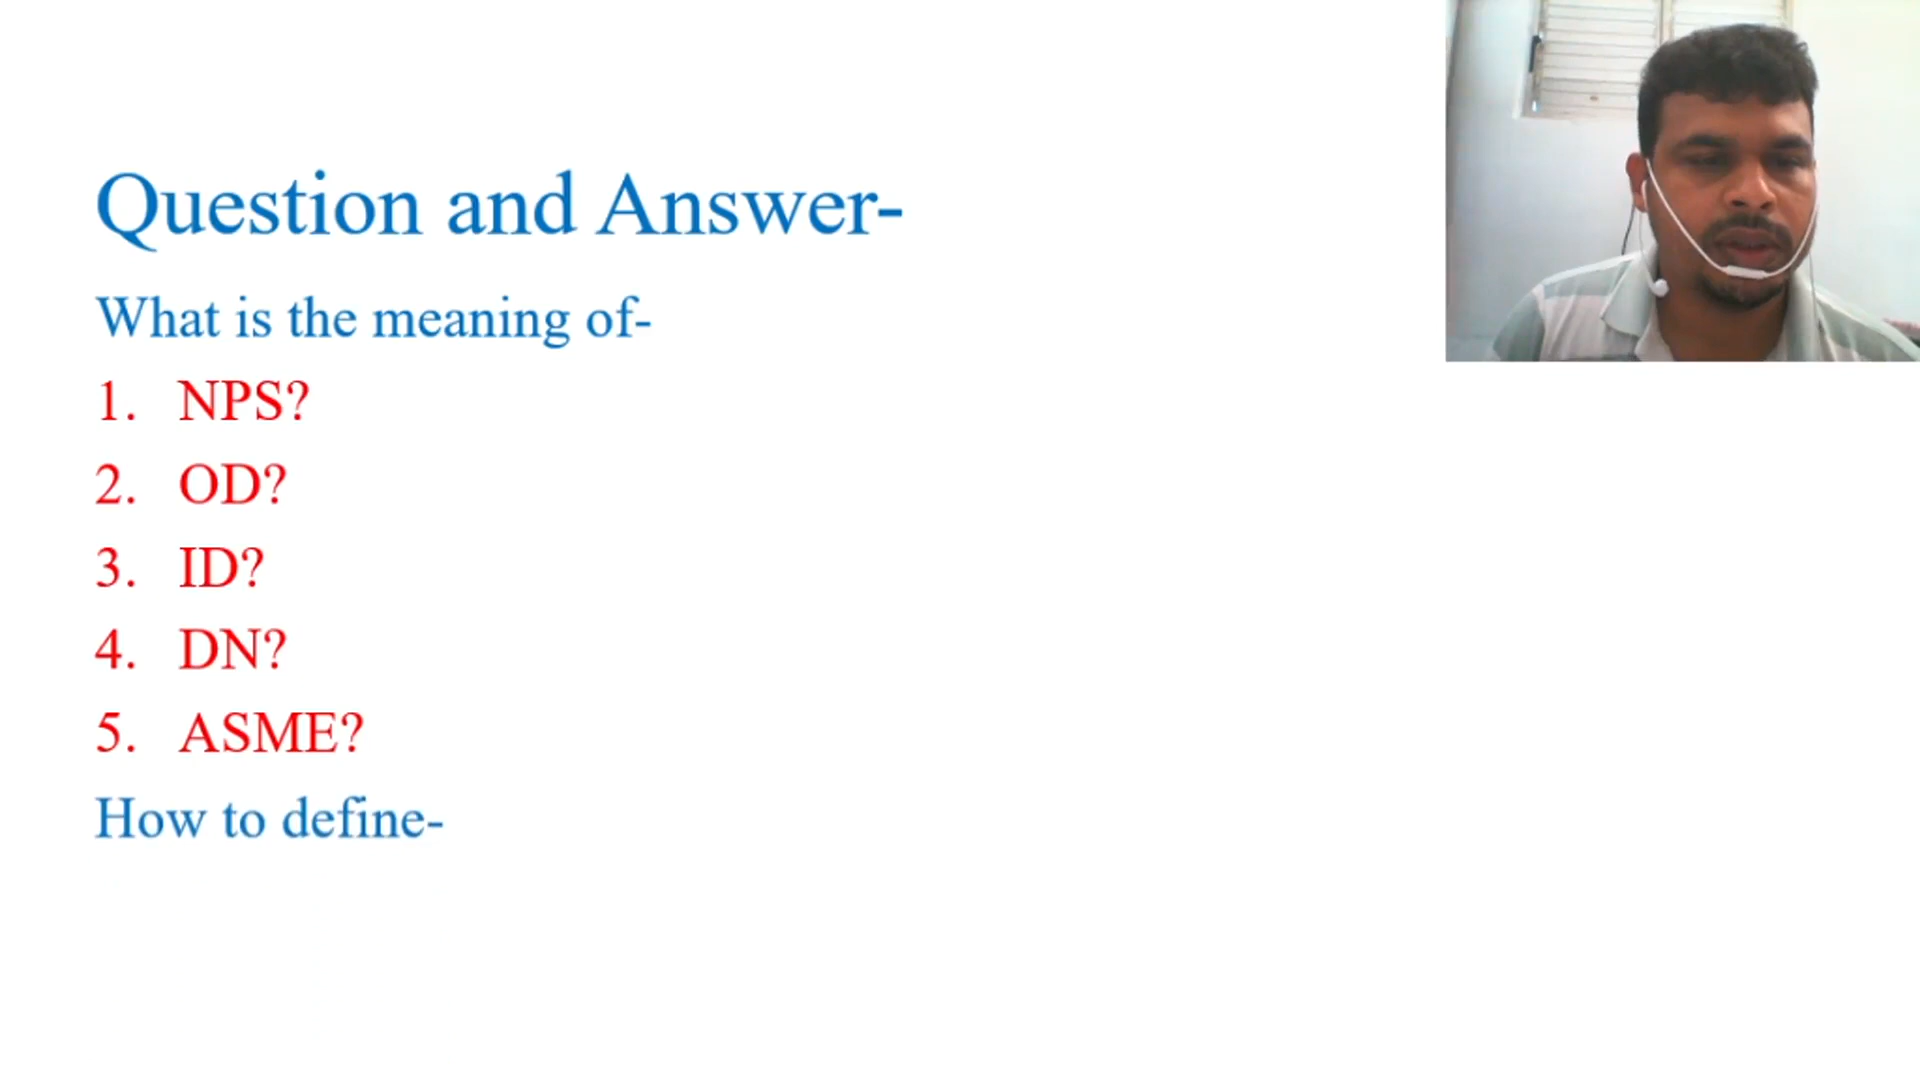 Question and Answer-
What is the meaning of-
1. NPS?
2. OD?
3. ID?
4. DN?
5. ASME?
How to define-